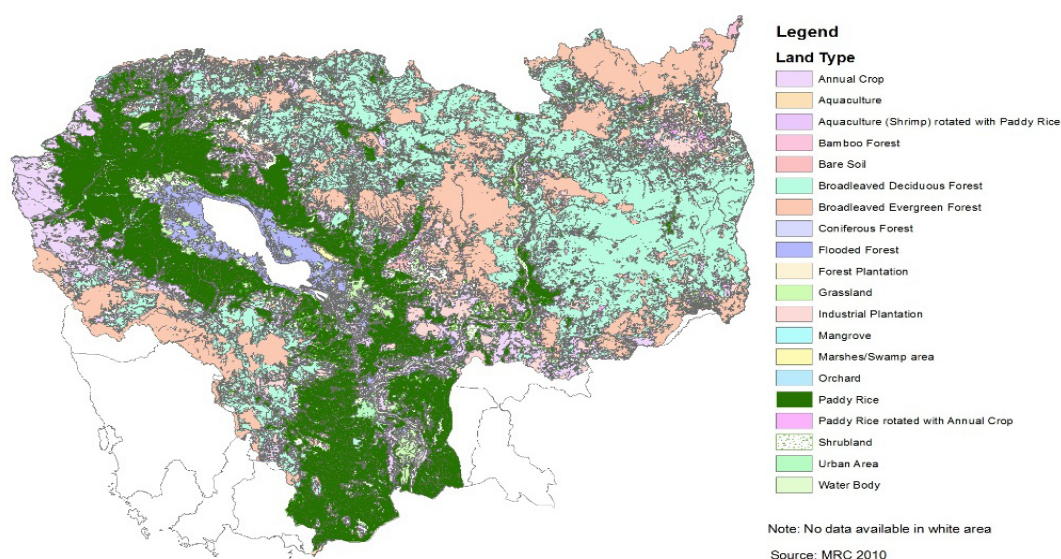 Legend
Land Type
Annual Crop
Aquaculture
Aquaculture (Shrimp) rotated with Paddy Rice
Bamboo Forest
Bare Soil
Broadleaved Deciduous Forest
Broadleaved Evergreen Forest
Coniferous Forest
Flooded Forest
Forest Plantation
Grassland
Industrial Plantation
Mangrove
Marshes/Swamp area
Orchard
Paddy Rice
Paddy Rice rotated with Annual Crop
Shrubland
Urban Area
Water Body
Note: No data available in white area
Source: MRC 2010